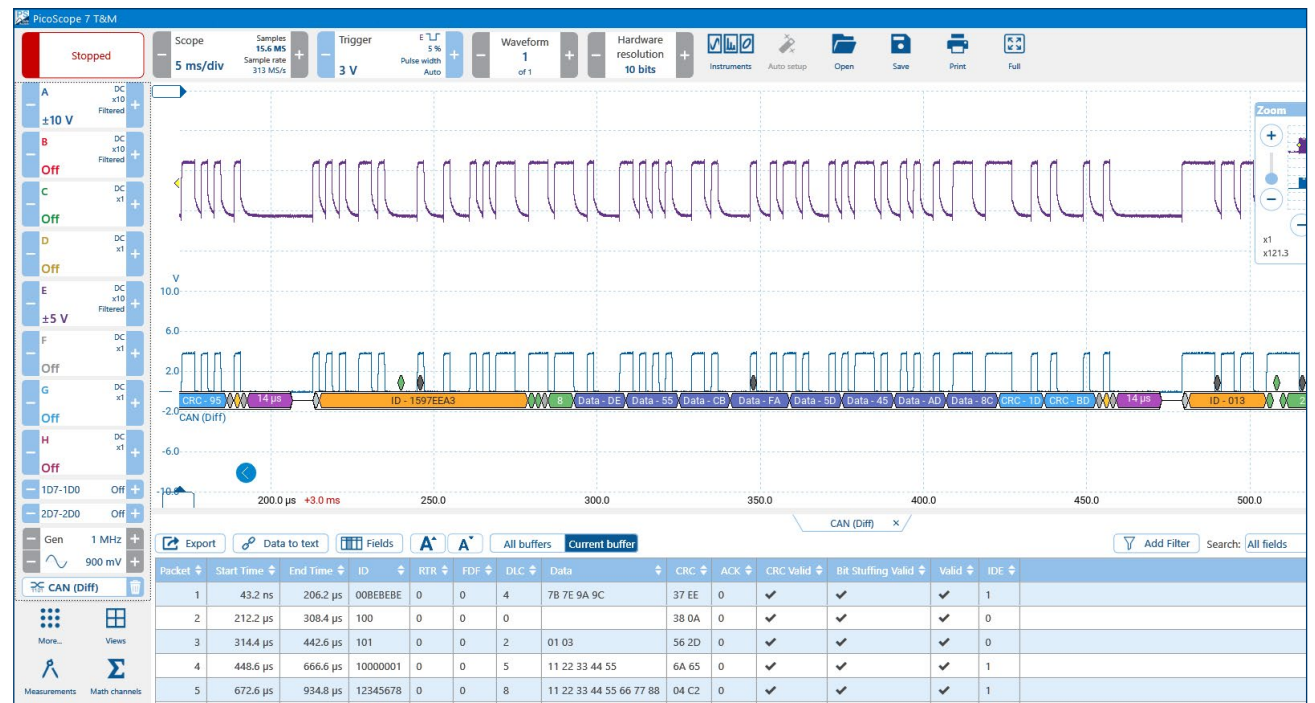 PicoScope 7 T&M
Stopped
Scope
5 ms/div
Samples
15.6 MS
Sample rate
313 MS/s
Trigger
3 V
E
5 %
Pulse width
Auto
Waveform
1
of 1
Hardware
resolution
10 bits
Instruments
Auto setup
Open
Save
Print
Full
A
±10 V
DC
x10
Filtered
B
Off
DC
x10
Filtered
C
Off
DC
x1
D
Off
DC
x1
E
±5 V
DC
x10
Filtered
F
Off
DC
x1
G
Off
DC
x1
H
Off
DC
x1
1D7-1D0 Off
2D7-2D0 Off
Gen 1 MHz
900 mV
CAN (Diff)
More...
Views
Measurements
Math channels
Zoom
x1
x121.3
V
10.0
6.0
2.0
-2.0
-6.0
-10.0
CRC - 95 14 µs ID - 1597EEA3 8 Data - DE Data - 55 Data - CB Data - FA Data - 5D Data - 45 Data - AD Data - 8C CRC - 1D CRC - BD 14 µs ID - 013 2
CAN (Diff)
200.0 µs +3.0 ms 250.0 300.0 350.0 400.0 450.0 500.0
CAN (Diff) ×
Export Data to text Fields A A All buffers Current buffer Add Filter Search: All fields
Packet Start Time End Time ID RTR FDF DLC Data CRC ACK CRC Valid Bit Stuffing Valid Valid IDE
1 43.2 ns 206.2 µs 00BEBEBE 0 0 4 7B 7E 9A 9C 37 EE 0 ✔ ✔ ✔ 1
2 212.2 µs 308.4 µs 100 0 0 0 38 0A 0 ✔ ✔ ✔ 0
3 314.4 µs 442.6 µs 101 0 0 2 01 03 56 2D 0 ✔ ✔ ✔ 0
4 448.6 µs 666.6 µs 10000001 0 0 5 11 22 33 44 55 6A 65 0 ✔ ✔ ✔ 1
5 672.6 µs 934.8 µs 12345678 0 0 8 11 22 33 44 55 66 77 88 04 C2 0 ✔ ✔ ✔ 1